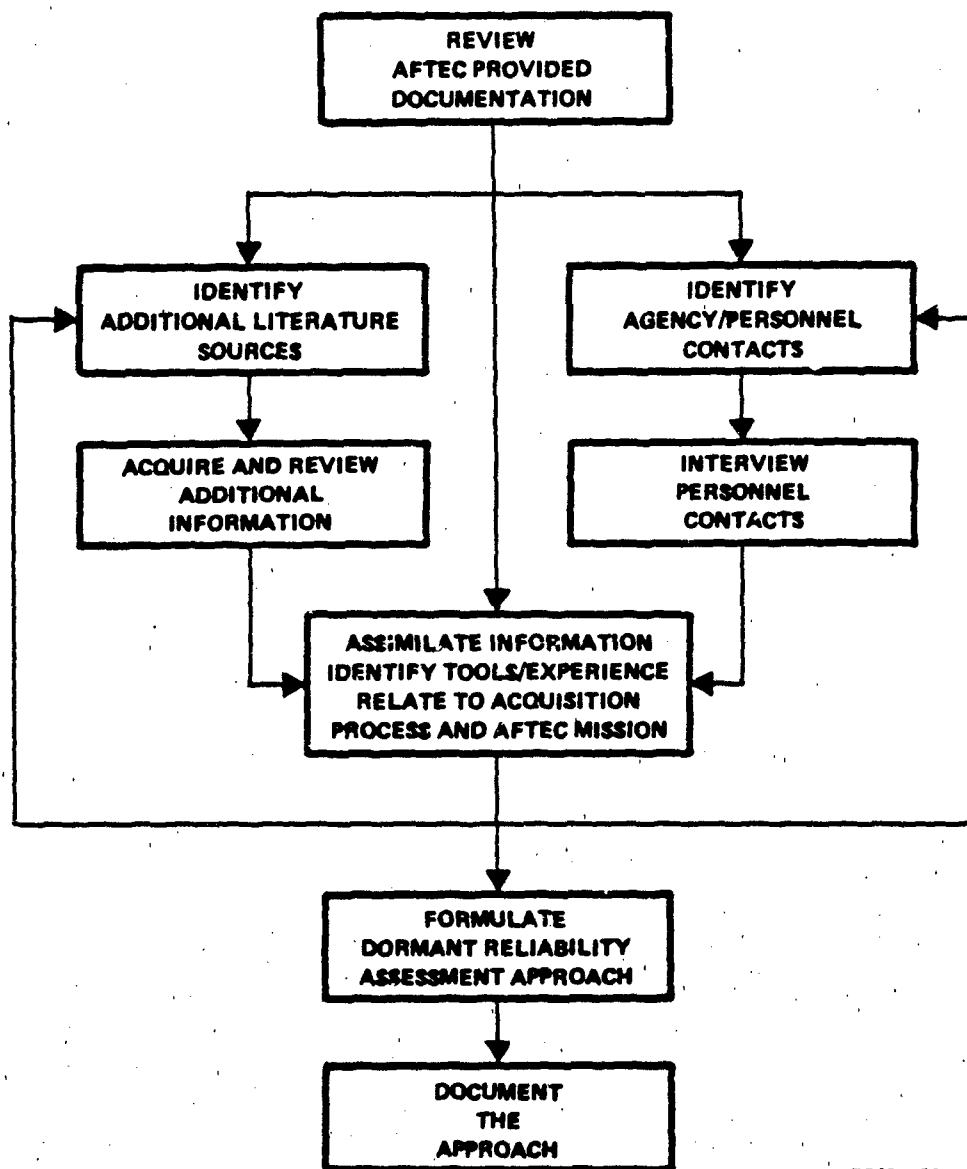 REVIEW
AFTEC PROVIDED
DOCUMENTATION
IDENTIFY
ADDITIONAL LITERATURE
SOURCES
IDENTIFY
AGENCY/PERSONNEL
CONTACTS
ACQUIRE AND REVIEW
ADDITIONAL
INFORMATION
INTERVIEW
PERSONNEL
CONTACTS
ASSIMILATE INFORMATION
IDENTIFY TOOLS/EXPERIENCE
RELATE TO ACQUISITION
PROCESS AND AFTEC MISSION
FORMULATE
DORMANT RELIABILITY
ASSESSMENT APPROACH
DOCUMENT
THE
APPROACH